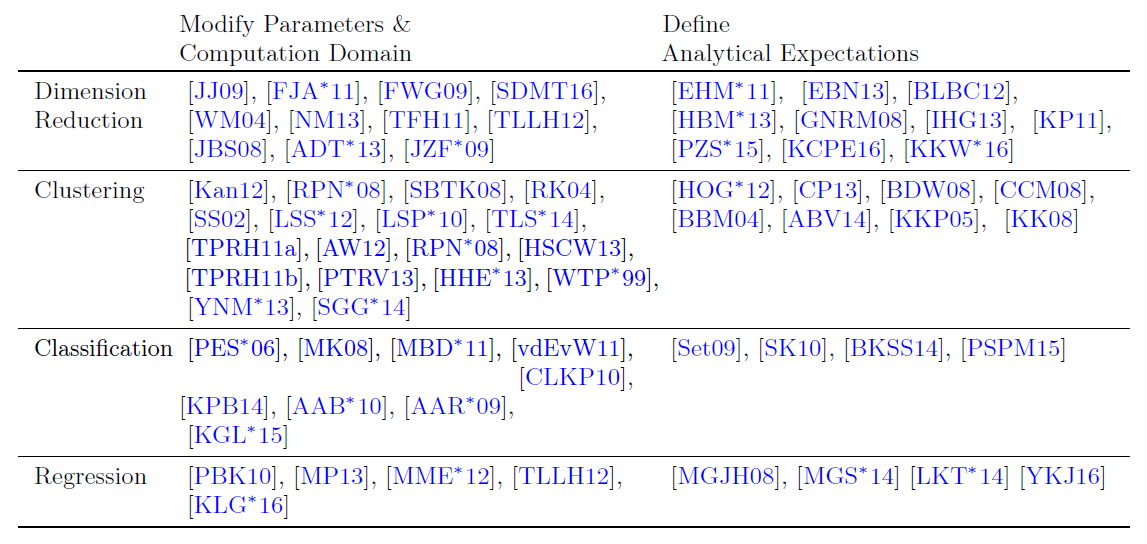 Modify Parameters & Define
Computation Domain Analytical Expectations
Dimension [JJ09], [FJA*11], [FWG09], [SDMT16], [EHM*11], [EBN13], [BLBC12],
Reduction [WM04], [NM13], [TFH11], [TLLH12], [HBM*13], [GNRM08], [IHG13], [KP11],
[JBS08], [ADT*13], [JZF*09] [PZS*15], [KCPE16], [KKW*16]
Clustering [Kan12], [RPN*08], [SBTK08], [RK04], [HOG*12], [CP13], [BDW08], [CCM08],
[SS02], [LSS*12], [LSP*10], [TLS*14], [BBM04], [ABV14], [KKP05], [KK08]
[TPRH11a], [AW12], [RPN*08], [HSCW13],
[TPRH11b], [PTRV13], [HHE*13], [WTP*99],
[YNM*13], [SGG*14]
Classification [PES*06], [MK08], [MBD*11], [vdEvW11], [Set09], [SK10], [BKSS14], [PSPM15]
[CLKP10],
[KPB14], [AAB*10], [AAR*09],
[KGL*15]
Regression [PBK10], [MP13], [MME*12], [TLLH12], [MGJH08], [MGS*14] [LKT*14] [YKJ16]
[KLG*16]